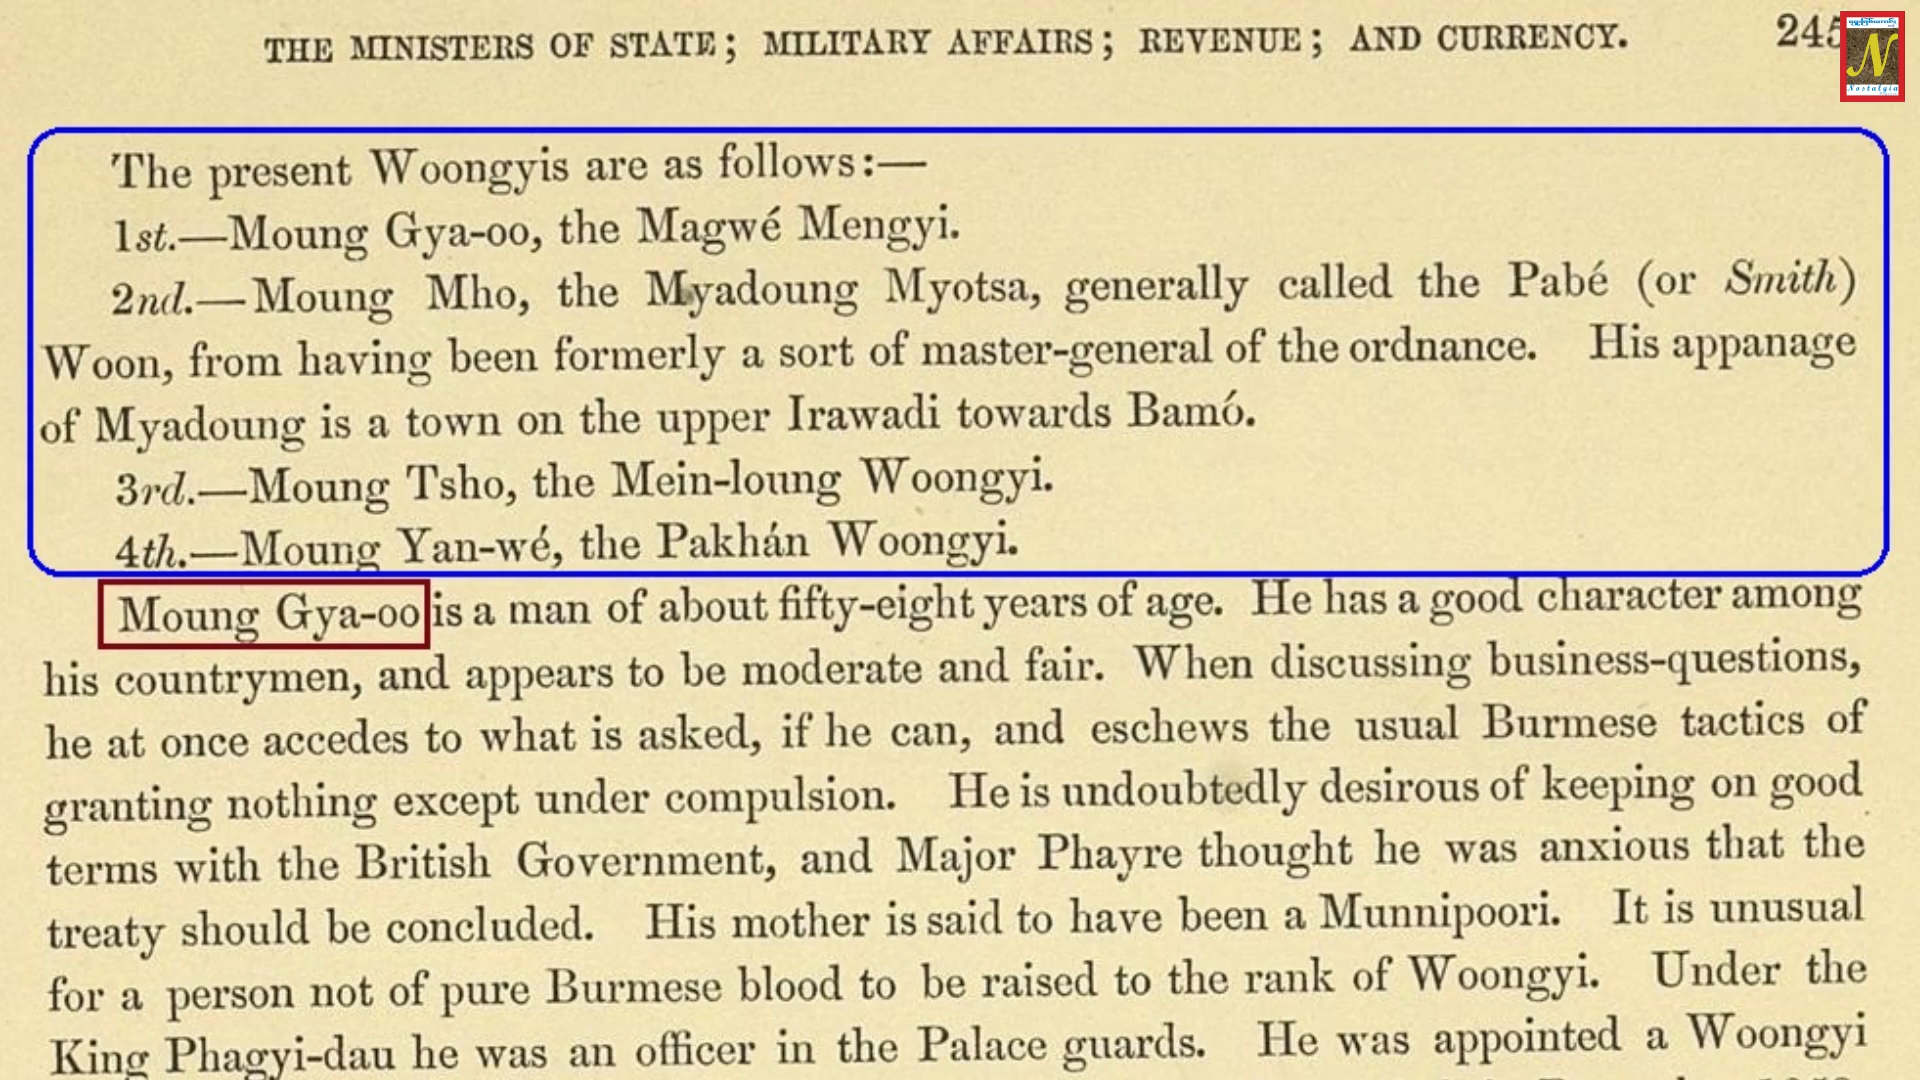 THE MINISTERS OF STATE; MILITARY AFFAIRS; REVENUE; AND CURRENCY. 245
N
Nostalgia
The present Woongyis are as follows:—
1st.—Moung Gya-oo, the Magwé Mengyi.
2nd.—Moung Mho, the Myadoung Myotsa, generally called the Pabé (or Smith)
Woon, from having been formerly a sort of master-general of the ordnance. His appanage
of Myadoung is a town on the upper Irawadi towards Bamó.
3rd.—Moung Tsho, the Mein-loung Woongyi.
4th.—Moung Yan-wé, the Pakhán Woongyi.
Moung Gya-oo is a man of about fifty-eight years of age. He has a good character among
his countrymen, and appears to be moderate and fair. When discussing business-questions,
he at once accedes to what is asked, if he can, and eschews the usual Burmese tactics of
granting nothing except under compulsion. He is undoubtedly desirous of keeping on good
terms with the British Government, and Major Phayre thought he was anxious that the
treaty should be concluded. His mother is said to have been a Munnipoori. It is unusual
for a person not of pure Burmese blood to be raised to the rank of Woongyi. Under the
King Phagyi-dau he was an officer in the Palace guards. He was appointed a Woongyi